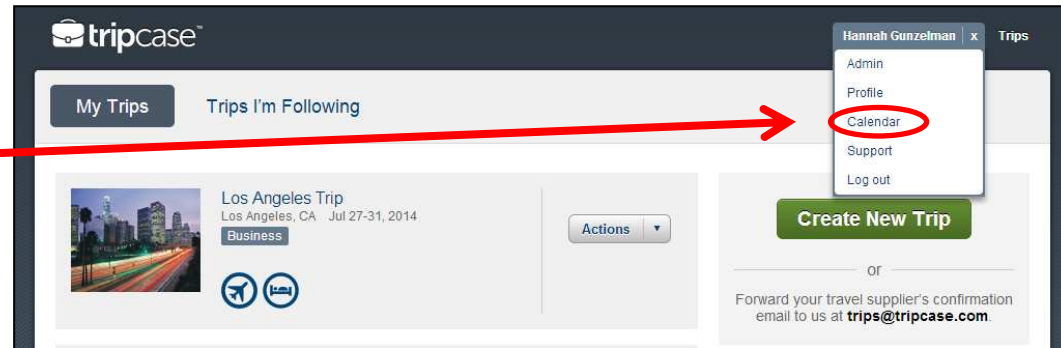 tripcase™
Hannah Gunzelman | x Trips
Admin
Profile
Calendar
Support
Log out
My Trips Trips I'm Following
Los Angeles Trip
Los Angeles, CA Jul 27-31, 2014
Business
Actions
Create New Trip
or
Forward your travel supplier's confirmation
email to us at trips@tripcase.com.